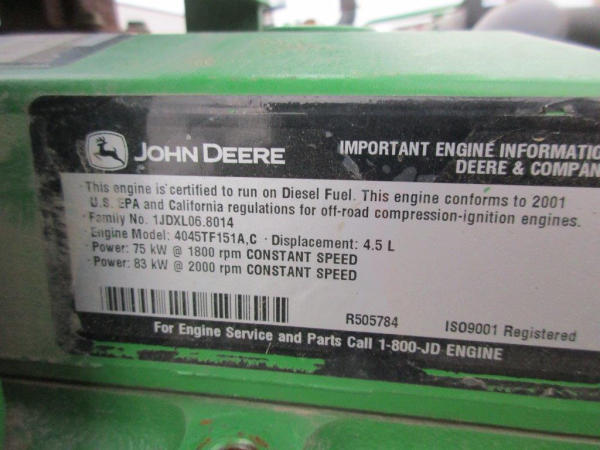 JOHN DEERE
IMPORTANT ENGINE INFORMATIO
DEERE & COMPAN
· This engine is certified to run on Diesel Fuel. This engine conforms to 2001
U.S. EPA and California regulations for off-road compression-ignition engines.
· Family No. 1JDXL06.8014
· Engine Model: 4045TF151A,C · Displacement: 4.5 L
· Power: 75 kW @ 1800 rpm CONSTANT SPEED
· Power: 83 kW @ 2000 rpm CONSTANT SPEED
R505784 ISO9001 Registered
For Engine Service and Parts Call 1-800-JD ENGINE